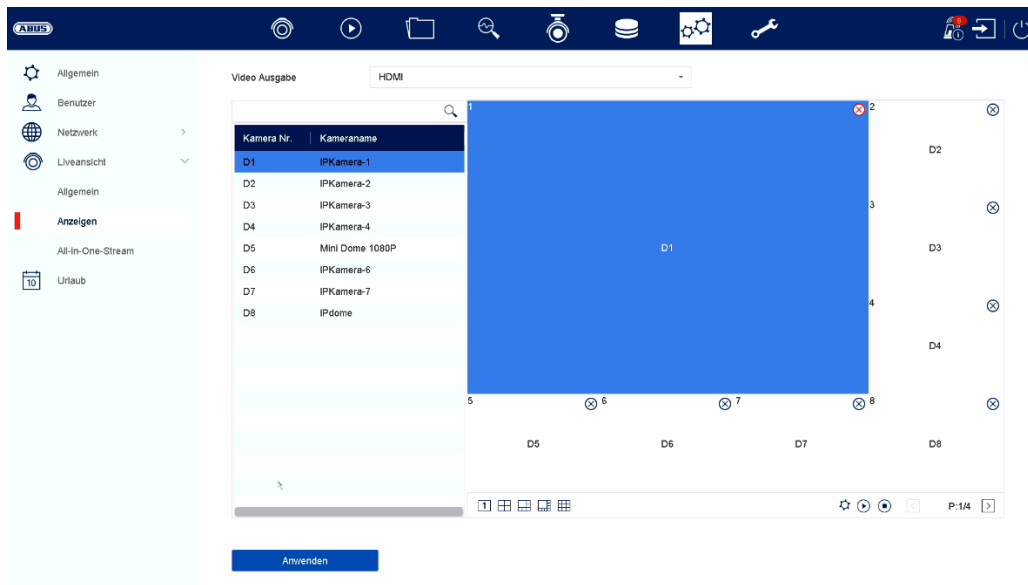 ABUS
9
Allgemein
Benutzer
Netzwerk
Liveansicht
Allgemein
Anzeigen
All-in-One-Stream
10
Urlaub
Video Ausgabe
HDMI
Kamera Nr. Kameraname
D1 IPKamera-1
D2 IPKamera-2
D3 IPKamera-3
D4 IPKamera-4
D5 Mini Dome 1080P
D6 IPKamera-6
D7 IPKamera-7
D8 IPdome
1
D1
2
D2
3
D3
4
D4
5
D5
6
D6
7
D7
8
D8
1
P:1/4
Anwenden